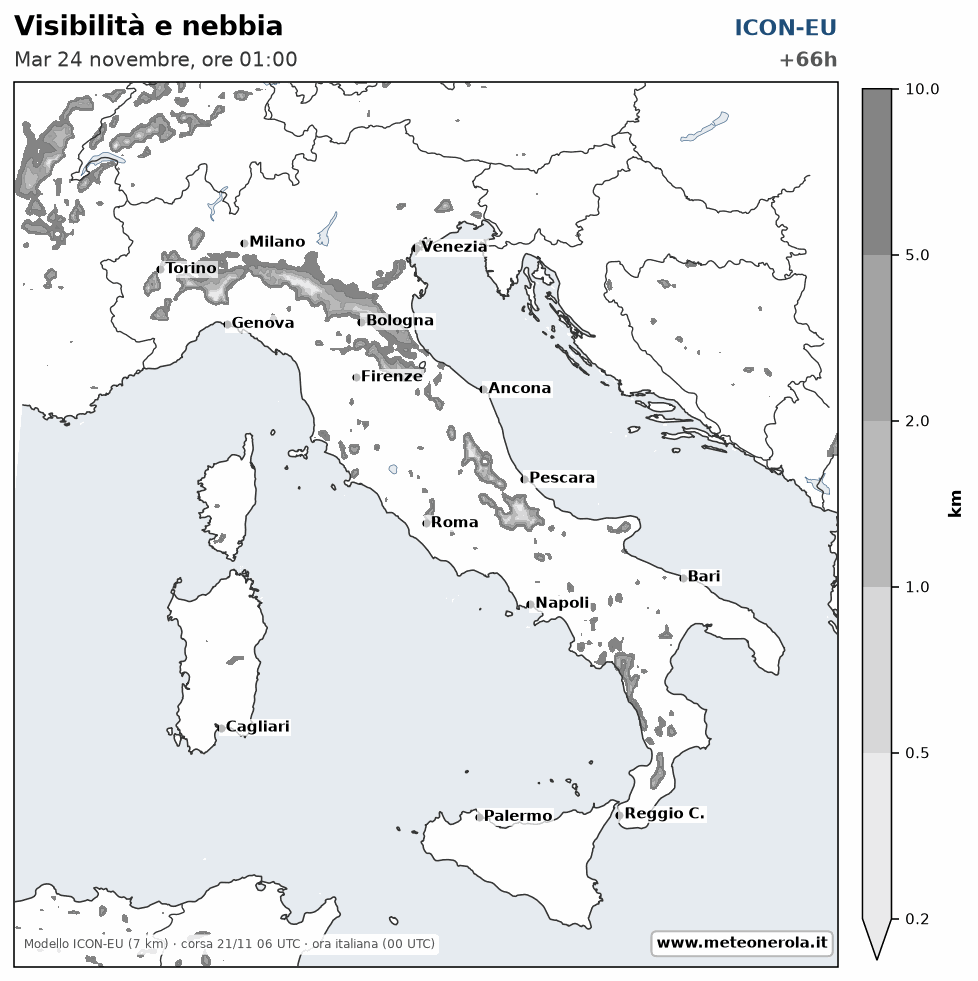 Visibilità e nebbia
ICON-EU
Mar 24 novembre, ore 01:00
+66h
10.0
5.0
2.0
1.0
0.5
0.2
km
Milano
Venezia
Torino
Genova
Bologna
Firenze
Ancona
Pescara
Roma
Bari
Napoli
Cagliari
Palermo
Reggio C.
Modello ICON-EU (7 km) · corsa 21/11 06 UTC · ora italiana (00 UTC)
www.meteonerola.it